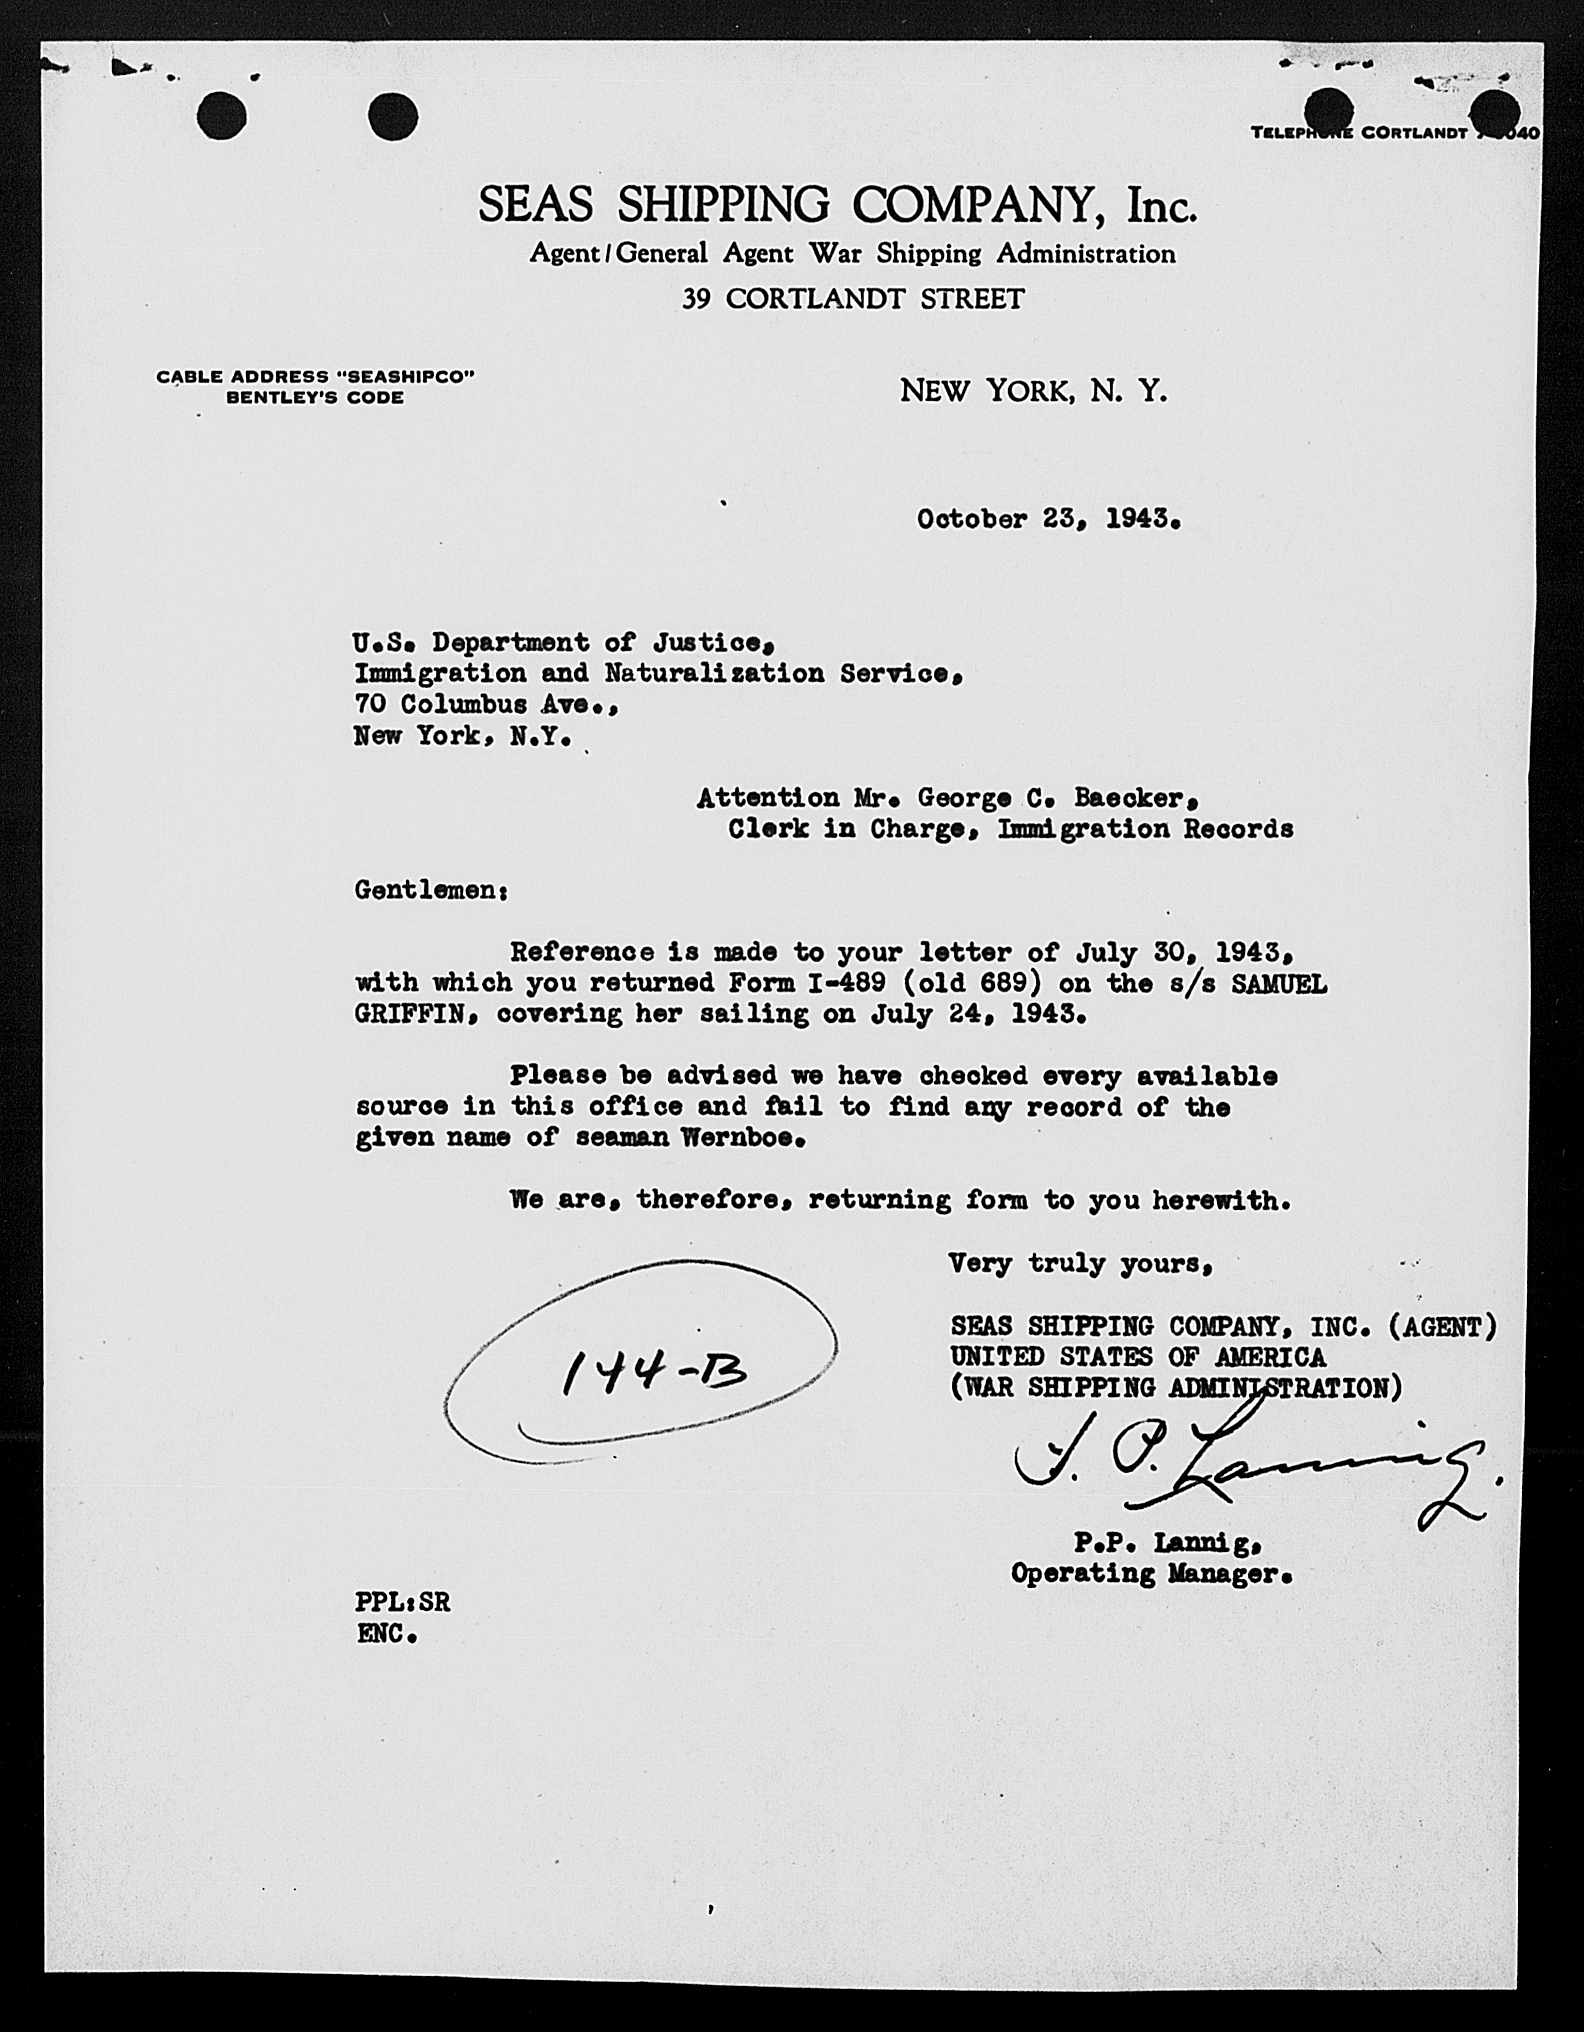 TELEPHONE CORTLANDT
SEAS SHIPPING COMPANY, Inc.
Agent/General Agent War Shipping Administration
39 CORTLANDT STREET
CABLE ADDRESS "SEASHIPCO"
BENTLEY'S CODE
NEW YORK, N. Y.
October 23, 1943.
U.S. Department of Justice,
Immigration and Naturalization Service,
70 Columbus Ave.,
New York, N.Y.
Attention Mr. George C. Baecker,
Clerk in Charge, Immigration Records
Gentlemen:
Reference is made to your letter of July 30, 1943,
with which you returned Form I-489 (old 689) on the s/s SAMUEL
GRIFFIN, covering her sailing on July 24, 1943.
Please be advised we have checked every available
source in this office and fail to find any record of the
given name of seaman Wernboe.
We are, therefore, returning form to you herewith.
Very truly yours,
SEAS SHIPPING COMPANY, INC. (AGENT)
UNITED STATES OF AMERICA
(WAR SHIPPING ADMINISTRATION)
144-B
P. Lannig.
P.P. Lannig,
Operating Manager.
PPL:SR
ENC.